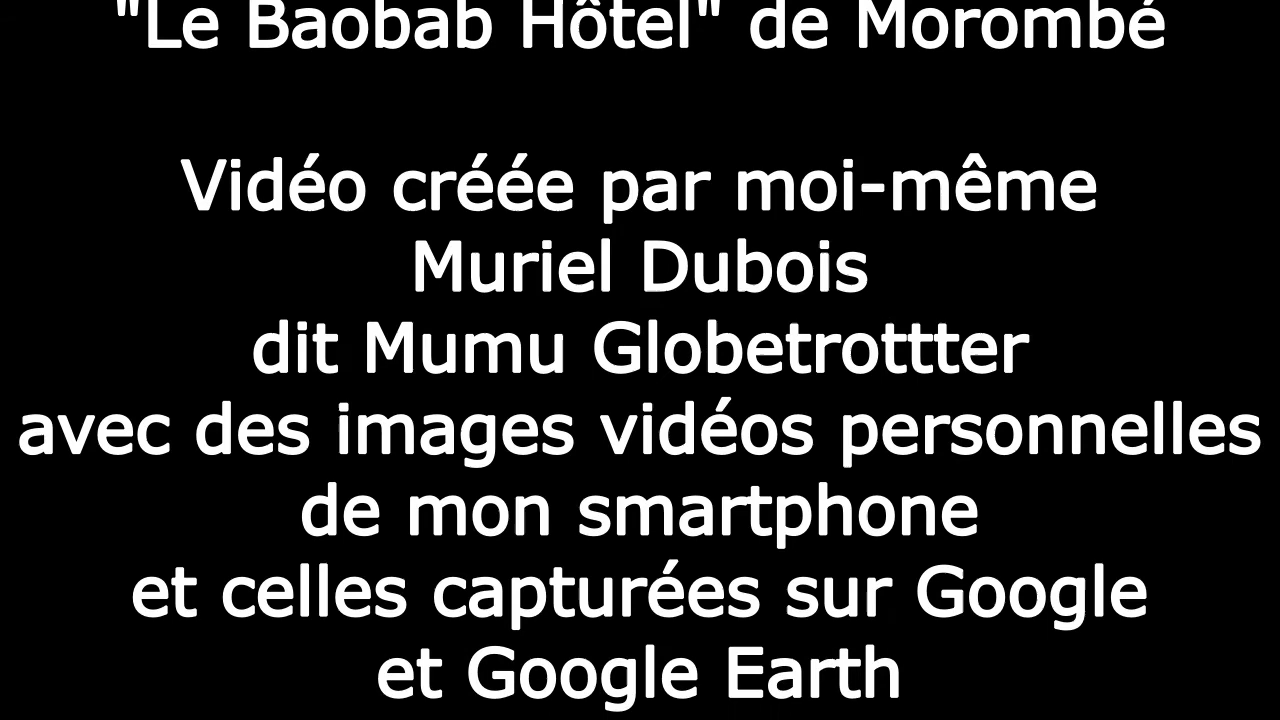 "Le Baobab Hôtel" de Morombé
Vidéo créée par moi-même
Muriel Dubois
dit Mumu Globetrottter
avec des images vidéos personnelles
de mon smartphone
et celles capturées sur Google
et Google Earth